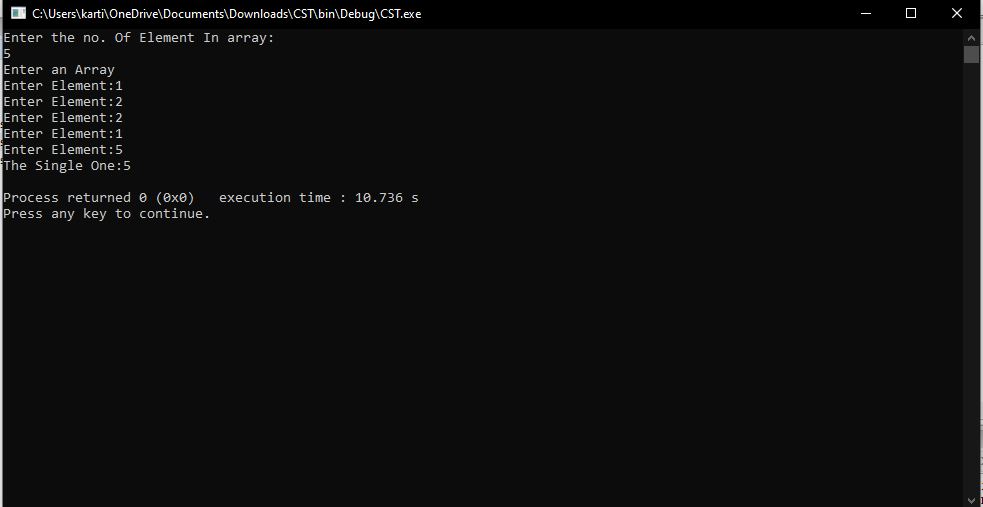 C:\Users\karti\OneDrive\Documents\Downloads\CST\bin\Debug\CST.exe
Enter the no. Of Element In array:
5
Enter an Array
Enter Element:1
Enter Element:2
Enter Element:2
Enter Element:1
Enter Element:5
The Single One:5
Process returned 0 (0x0)   execution time : 10.736 s
Press any key to continue.